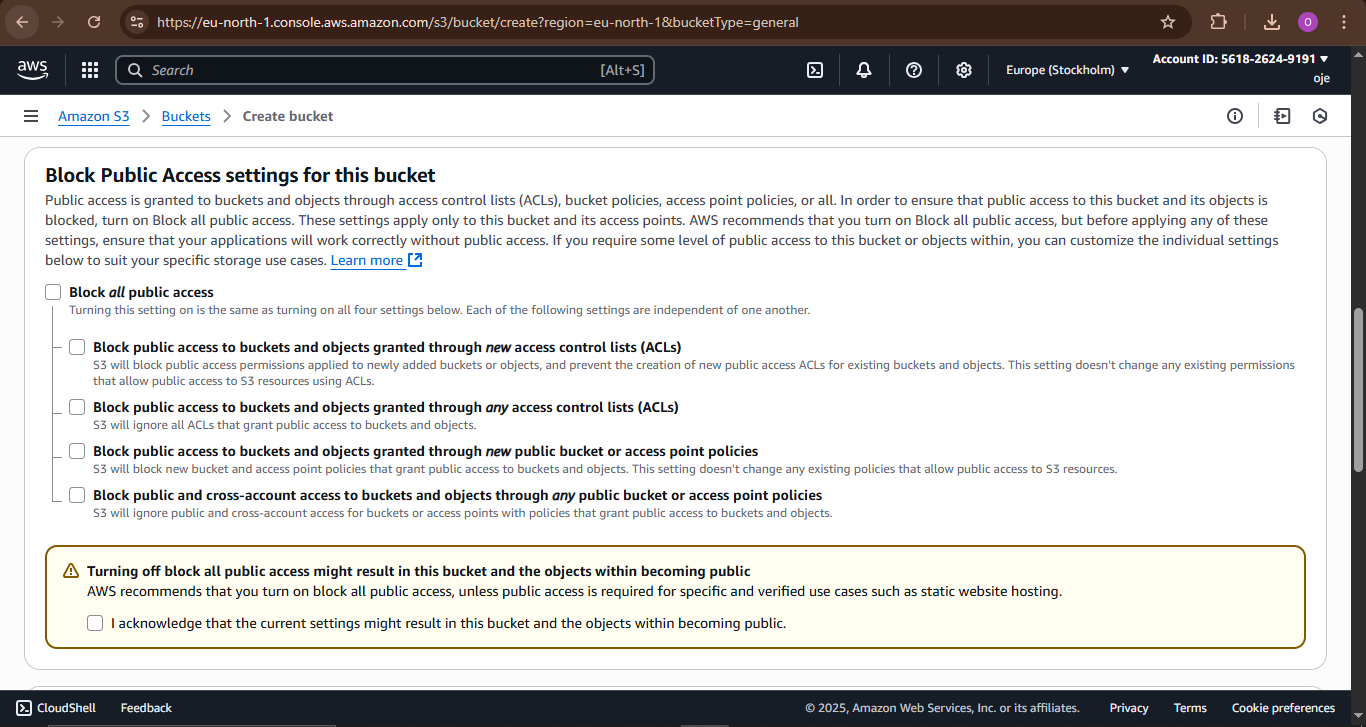 https://eu-north-1.console.aws.amazon.com/s3/bucket/create?region=eu-north-1&bucketType=general
O
aws
Search
[Alt+S]
Europe (Stockholm)
Account ID: 5618-2624-9191
oje
Amazon S3
Buckets
Create bucket
Block Public Access settings for this bucket
Public access is granted to buckets and objects through access control lists (ACLs), bucket policies, access point policies, or all. In order to ensure that public access to this bucket and its objects is
blocked, turn on Block all public access. These settings apply only to this bucket and its access points. AWS recommends that you turn on Block all public access, but before applying any of these
settings, ensure that your applications will work correctly without public access. If you require some level of public access to this bucket or objects within, you can customize the individual settings
below to suit your specific storage use cases. Learn more
Block all public access
Turning this setting on is the same as turning on all four settings below. Each of the following settings are independent of one another.
Block public access to buckets and objects granted through new access control lists (ACLs)
S3 will block public access permissions applied to newly added buckets or objects, and prevent the creation of new public access ACLs for existing buckets and objects. This setting doesn't change any existing permissions
that allow public access to S3 resources using ACLs.
Block public access to buckets and objects granted through any access control lists (ACLs)
S3 will ignore all ACLs that grant public access to buckets and objects.
Block public access to buckets and objects granted through new public bucket or access point policies
S3 will block new bucket and access point policies that grant public access to buckets and objects. This setting doesn't change any existing policies that allow public access to S3 resources.
Block public and cross-account access to buckets and objects through any public bucket or access point policies
S3 will ignore public and cross-account access for buckets or access points with policies that grant public access to buckets and objects.
Turning off block all public access might result in this bucket and the objects within becoming public
AWS recommends that you turn on block all public access, unless public access is required for specific and verified use cases such as static website hosting.
I acknowledge that the current settings might result in this bucket and the objects within becoming public.
CloudShell
Feedback
© 2025, Amazon Web Services, Inc. or its affiliates.
Privacy
Terms
Cookie preferences